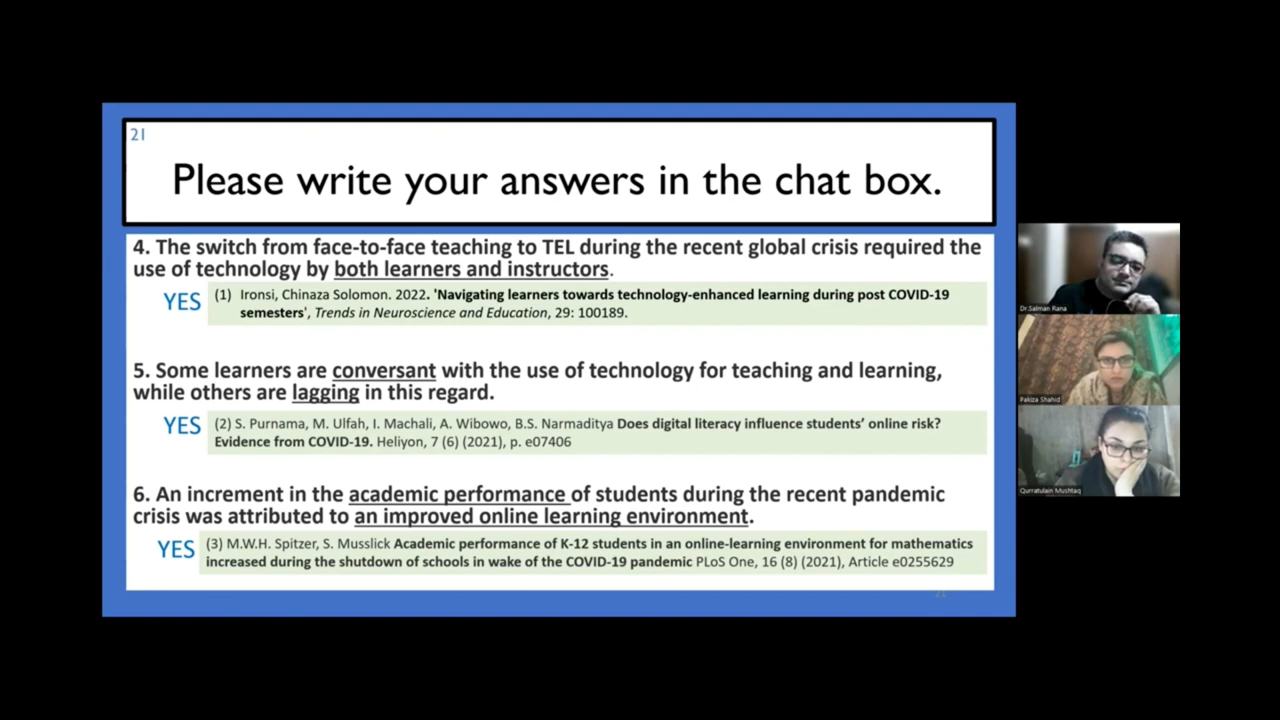 21
Please write your answers in the chat box.
4. The switch from face-to-face teaching to TEL during the recent global crisis required the
use of technology by both learners and instructors.
YES
(1) Ironsi, Chinaza Solomon. 2022. 'Navigating learners towards technology-enhanced learning during post COVID-19
semesters', Trends in Neuroscience and Education, 29: 100189.
5. Some learners are conversant with the use of technology for teaching and learning,
while others are lagging in this regard.
YES
(2) S. Purnama, M. Ulfah, I. Machali, A. Wibowo, B.S. Narmaditya Does digital literacy influence students’ online risk?
Evidence from COVID-19. Heliyon, 7 (6) (2021), p. e07406
6. An increment in the academic performance of students during the recent pandemic
crisis was attributed to an improved online learning environment.
YES
(3) M.W.H. Spitzer, S. Musslick Academic performance of K-12 students in an online-learning environment for mathematics
increased during the shutdown of schools in wake of the COVID-19 pandemic PLoS One, 16 (8) (2021), Article e0255629
21
Dr.Salman Rana
Pakiza Shahid
Qurratulain Mushtaq